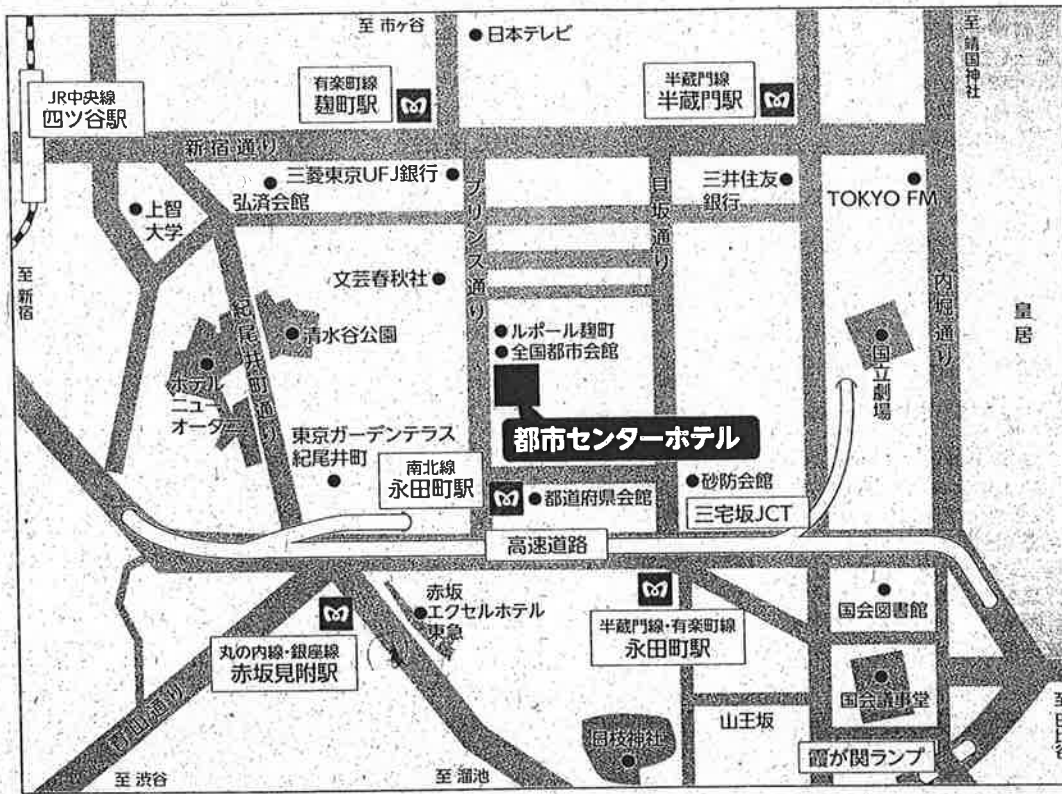 至 市ヶ谷
日本テレビ
至 靖国神社
JR中央線
四ツ谷駅
有楽町線
麹町駅
半蔵門線
半蔵門駅
新宿通り
三菱東京UFJ銀行
弘済会館
プリンス通り
貝坂通り
三井住友
銀行
TOKYO FM
上智
大学
至 新宿
文芸春秋社
内堀通り
皇居
紀尾井町通り
清水谷公園
ルポール麹町
全国都市会館
国立劇場
ホテル
ニュー
オータニ
都市センターホテル
東京ガーデンテラス
紀尾井町
南北線
永田町駅
都道府県会館
砂防会館
三宅坂JCT
高速道路
赤坂
エクセルホテル
東急
国会図書館
丸の内線・銀座線
赤坂見附駅
半蔵門線・有楽町線
永田町駅
青山通り
国会議事堂
山王坂
日枝神社
霞が関ランプ
至 渋谷
至 溜池